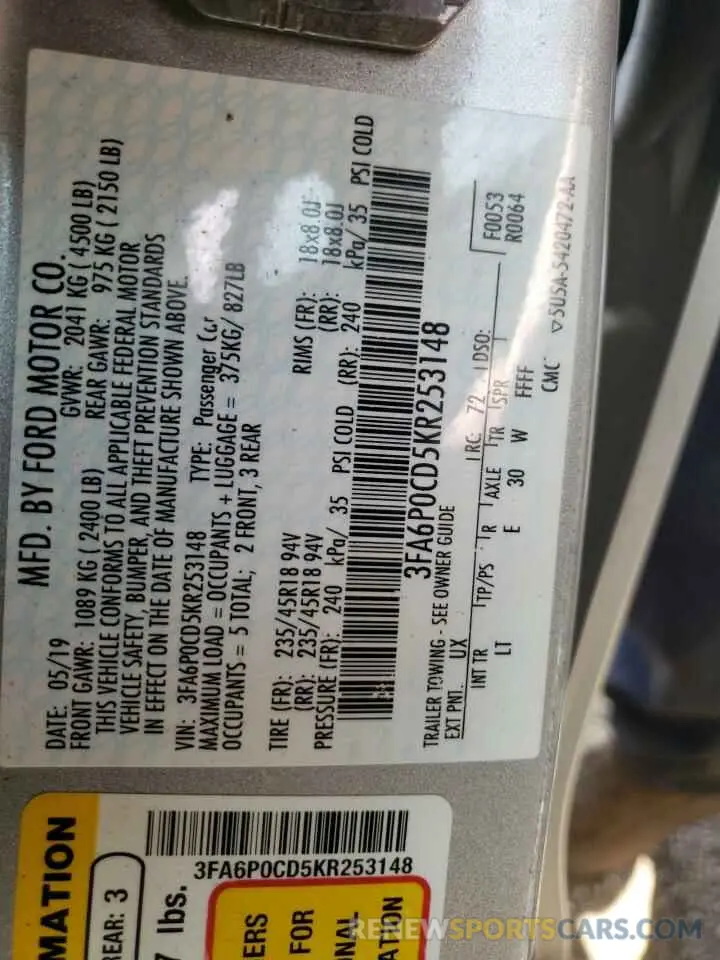 MFD. BY FORD MOTOR CO.
DATE: 05/19 GVWR: 2041 KG ( 4500 LB)
FRONT GAWR: 1089 KG ( 2400 LB) REAR GAWR: 975 KG ( 2150 LB)
THIS VEHICLE CONFORMS TO ALL APPLICABLE FEDERAL MOTOR
VEHICLE SAFETY, BUMPER, AND THEFT PREVENTION STANDARDS
IN EFFECT ON THE DATE OF MANUFACTURE SHOWN ABOVE.
VIN: 3FA6P0CD5KR253148 TYPE: Passenger Car
MAXIMUM LOAD = OCCUPANTS + LUGGAGE = 375KG/ 827LB
OCCUPANTS = 5 TOTAL; 2 FRONT, 3 REAR
TIRE (FR): 235/45R18 94V RIMS (FR): 18x8.0J
(RR): 235/45R18 94V (RR): 18x8.0J
PRESSURE (FR): 240 kPa/ 35 PSI COLD (RR): 240 kPa/ 35 PSI COLD
3FA6P0CD5KR253148
TRAILER TOWING - SEE OWNER GUIDE
EXT PNT: UX RC: 72 DSO: F0053
R0064
INT TR TP/PS R AXLE TR SPR
LT E 30 W FFFF
CMC ▽5U5A-5420472-AA
3FA6P0CD5KR253148
MATION
REAR: 3
7 lbs.
ERS
FOR
ONAL
ATION
RENEWSPORTSCARS.COM